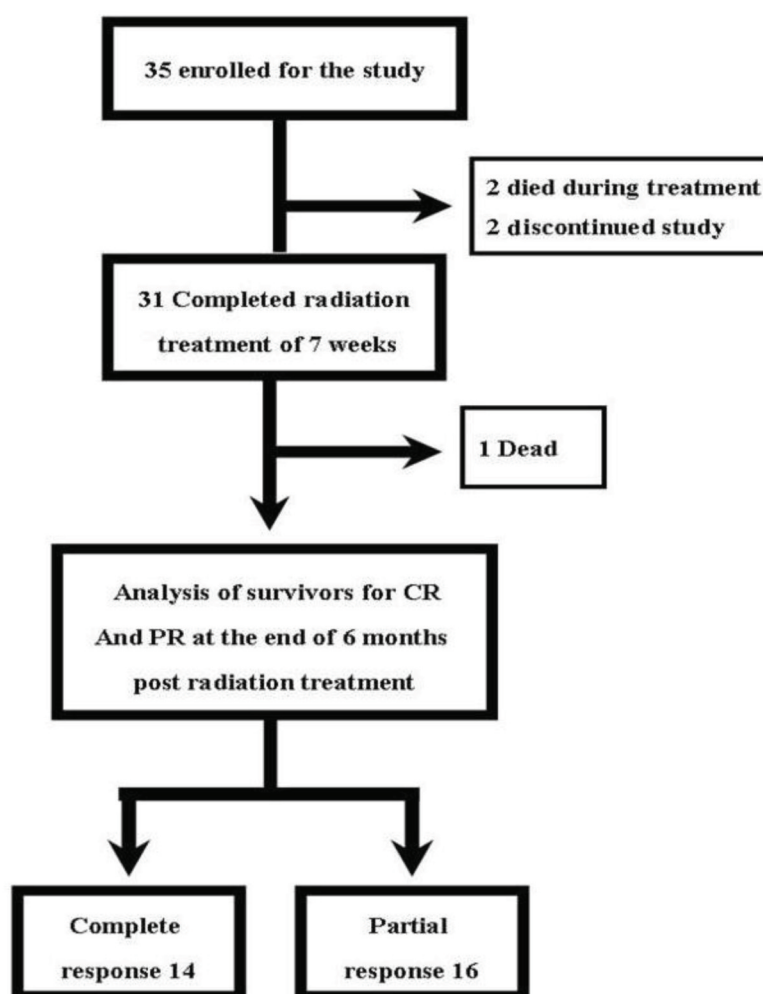 35 enrolled for the study
2 died during treatment
2 discontinued study
31 Completed radiation
treatment of 7 weeks
1 Dead
Analysis of survivors for CR
And PR at the end of 6 months
post radiation treatment
Complete
response 14
Partial
response 16